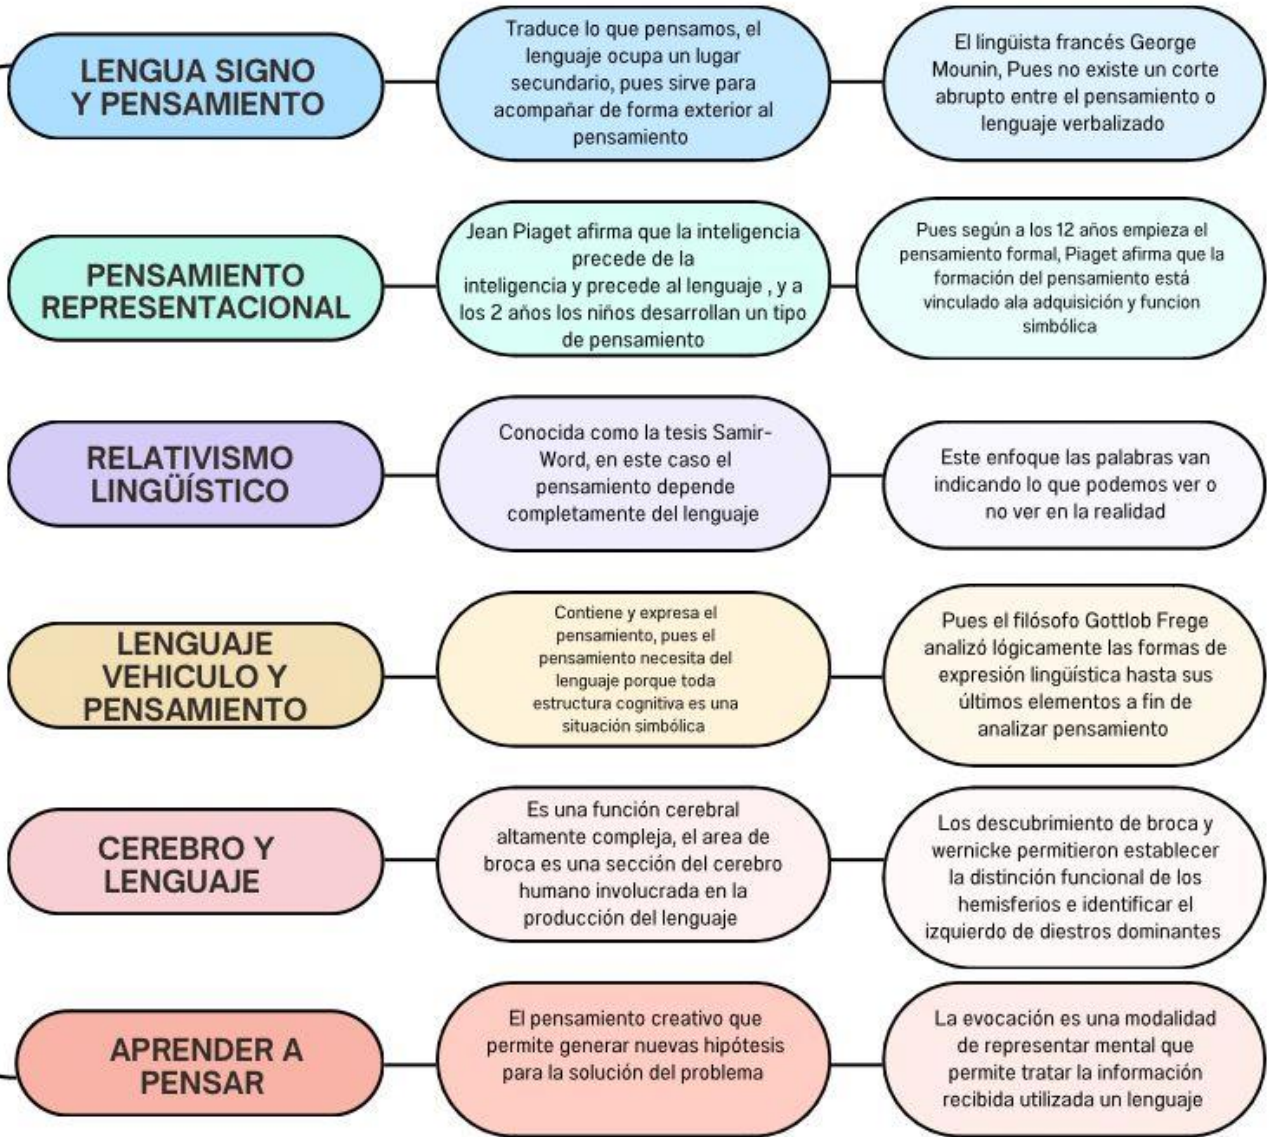 LENGUA SIGNO
Y PENSAMIENTO
Traduce lo que pensamos, el
lenguaje ocupa un lugar
secundario, pues sirve para
acompañar de forma exterior al
pensamiento
El lingüista francés George
Mounin, Pues no existe un corte
abrupto entre el pensamiento o
lenguaje verbalizado
PENSAMIENTO
REPRESENTACIONAL
Jean Piaget afirma que la inteligencia
precede de la
inteligencia y precede al lenguaje , y a
los 2 años los niños desarrollan un tipo
de pensamiento
Pues según a los 12 años empieza el
pensamiento formal, Piaget afirma que la
formación del pensamiento está
vinculado ala adquisición y funcion
simbólica
RELATIVISMO
LINGÜÍSTICO
Conocida como la tesis Samir-
Word, en este caso el
pensamiento depende
completamente del lenguaje
Este enfoque las palabras van
indicando lo que podemos ver o
no ver en la realidad
LENGUAJE
VEHICULO Y
PENSAMIENTO
Contiene y expresa el
pensamiento, pues el
pensamiento necesita del
lenguaje porque toda
estructura cognitiva es una
situación simbólica
Pues el filósofo Gottlob Frege
analizó lógicamente las formas de
expresión lingüística hasta sus
últimos elementos a fin de
analizar pensamiento
CEREBRO Y
LENGUAJE
Es una función cerebral
altamente compleja, el area de
broca es una sección del cerebro
humano involucrada en la
producción del lenguaje
Los descubrimiento de broca y
wernicke permitieron establecer
la distinción funcional de los
hemisferios e identificar el
izquierdo de diestros dominantes
APRENDER A
PENSAR
El pensamiento creativo que
permite generar nuevas hipótesis
para la solución del problema
La evocación es una modalidad
de representar mental que
permite tratar la información
recibida utilizada un lenguaje